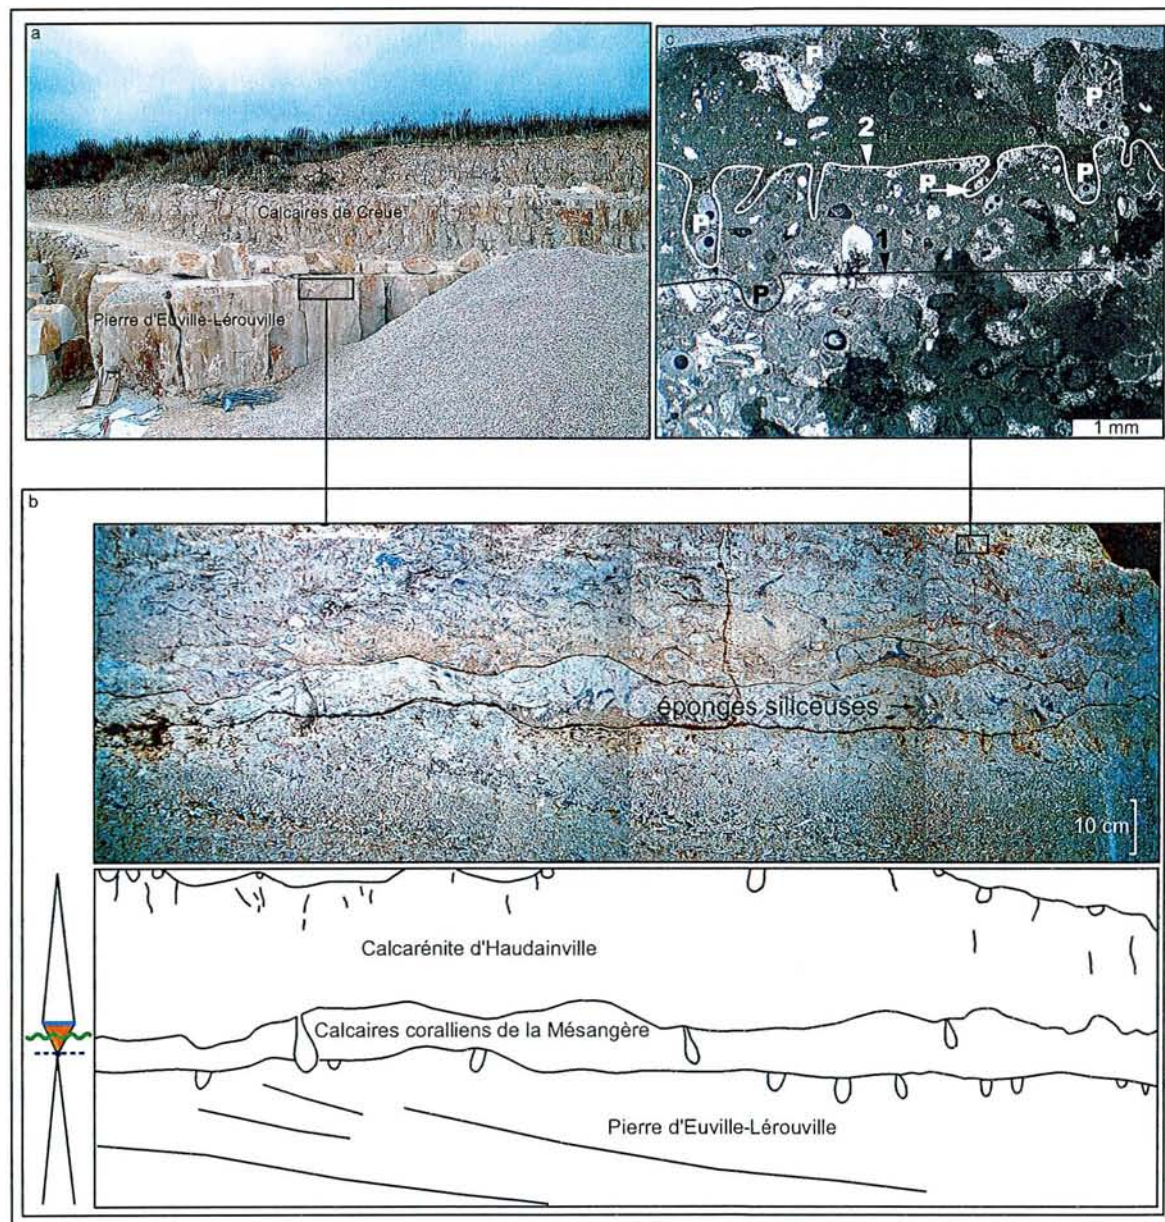 a
Calcaires de Creue
Pierre d'Euville-Lérouville
c
P
P
2
P
P
P
1
P
1 mm
b
éponges siliceuses
10 cm
Calcarénite d'Haudainville
Calcaires coralliens de la Mésangère
Pierre d'Euville-Lérouville